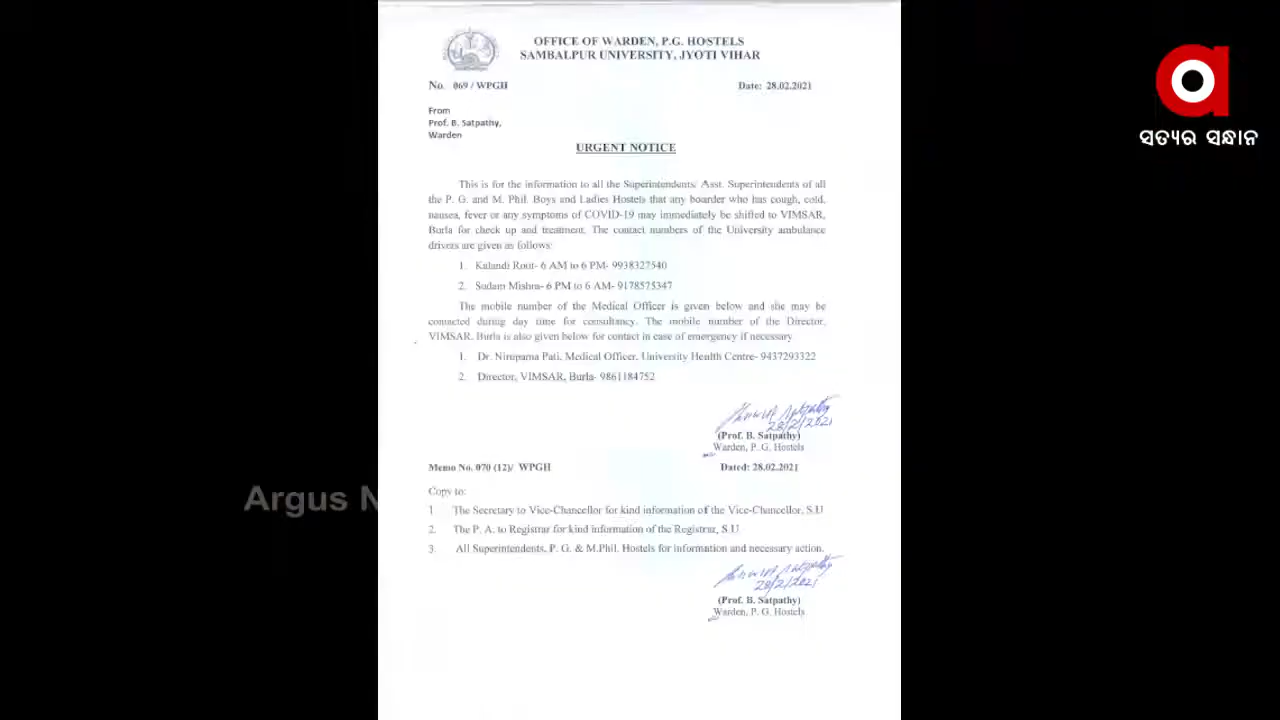 OFFICE OF WARDEN, P.G. HOSTELS
SAMBALPUR UNIVERSITY, JYOTI VIHAR
No. 069 / WPGH Date: 28.02.2021
From
Prof. B. Satpathy,
Warden
URGENT NOTICE
This is for the information to all the Superintendents/ Asst. Superintendents of all
the P. G. and M. Phil. Boys and Ladies Hostels that any boarder who has cough, cold,
nausea, fever or any symptoms of COVID-19 may immediately be shifted to VIMSAR,
Burla for check up and treatment. The contact numbers of the University ambulance
drivers are given as follows:
1. Kalandi Rout- 6 AM to 6 PM- 9938327540
2. Sudam Mishra- 6 PM to 6 AM- 9178575347
The mobile number of the Medical Officer is given below and she may be
contacted during day time for consultancy. The mobile number of the Director,
VIMSAR, Burla is also given below for contact in case of emergency if necessary
1. Dr. Nirupama Pati, Medical Officer, University Health Centre- 9437293322
2. Director, VIMSAR, Burla- 9861184752
28/2/2021
(Prof. B. Satpathy)
Warden, P. G. Hostels
Memo No. 070 (12)/ WPGH Dated: 28.02.2021
Copy to:
1 The Secretary to Vice-Chancellor for kind information of the Vice-Chancellor, S.U
2. The P. A. to Registrar for kind information of the Registrar, S.U
3. All Superintendents, P. G. & M.Phil. Hostels for information and necessary action.
28/2/2021
(Prof. B. Satpathy)
Warden, P. G. Hostels
a
ସତ୍ୟର ସନ୍ଧାନ
Argus N